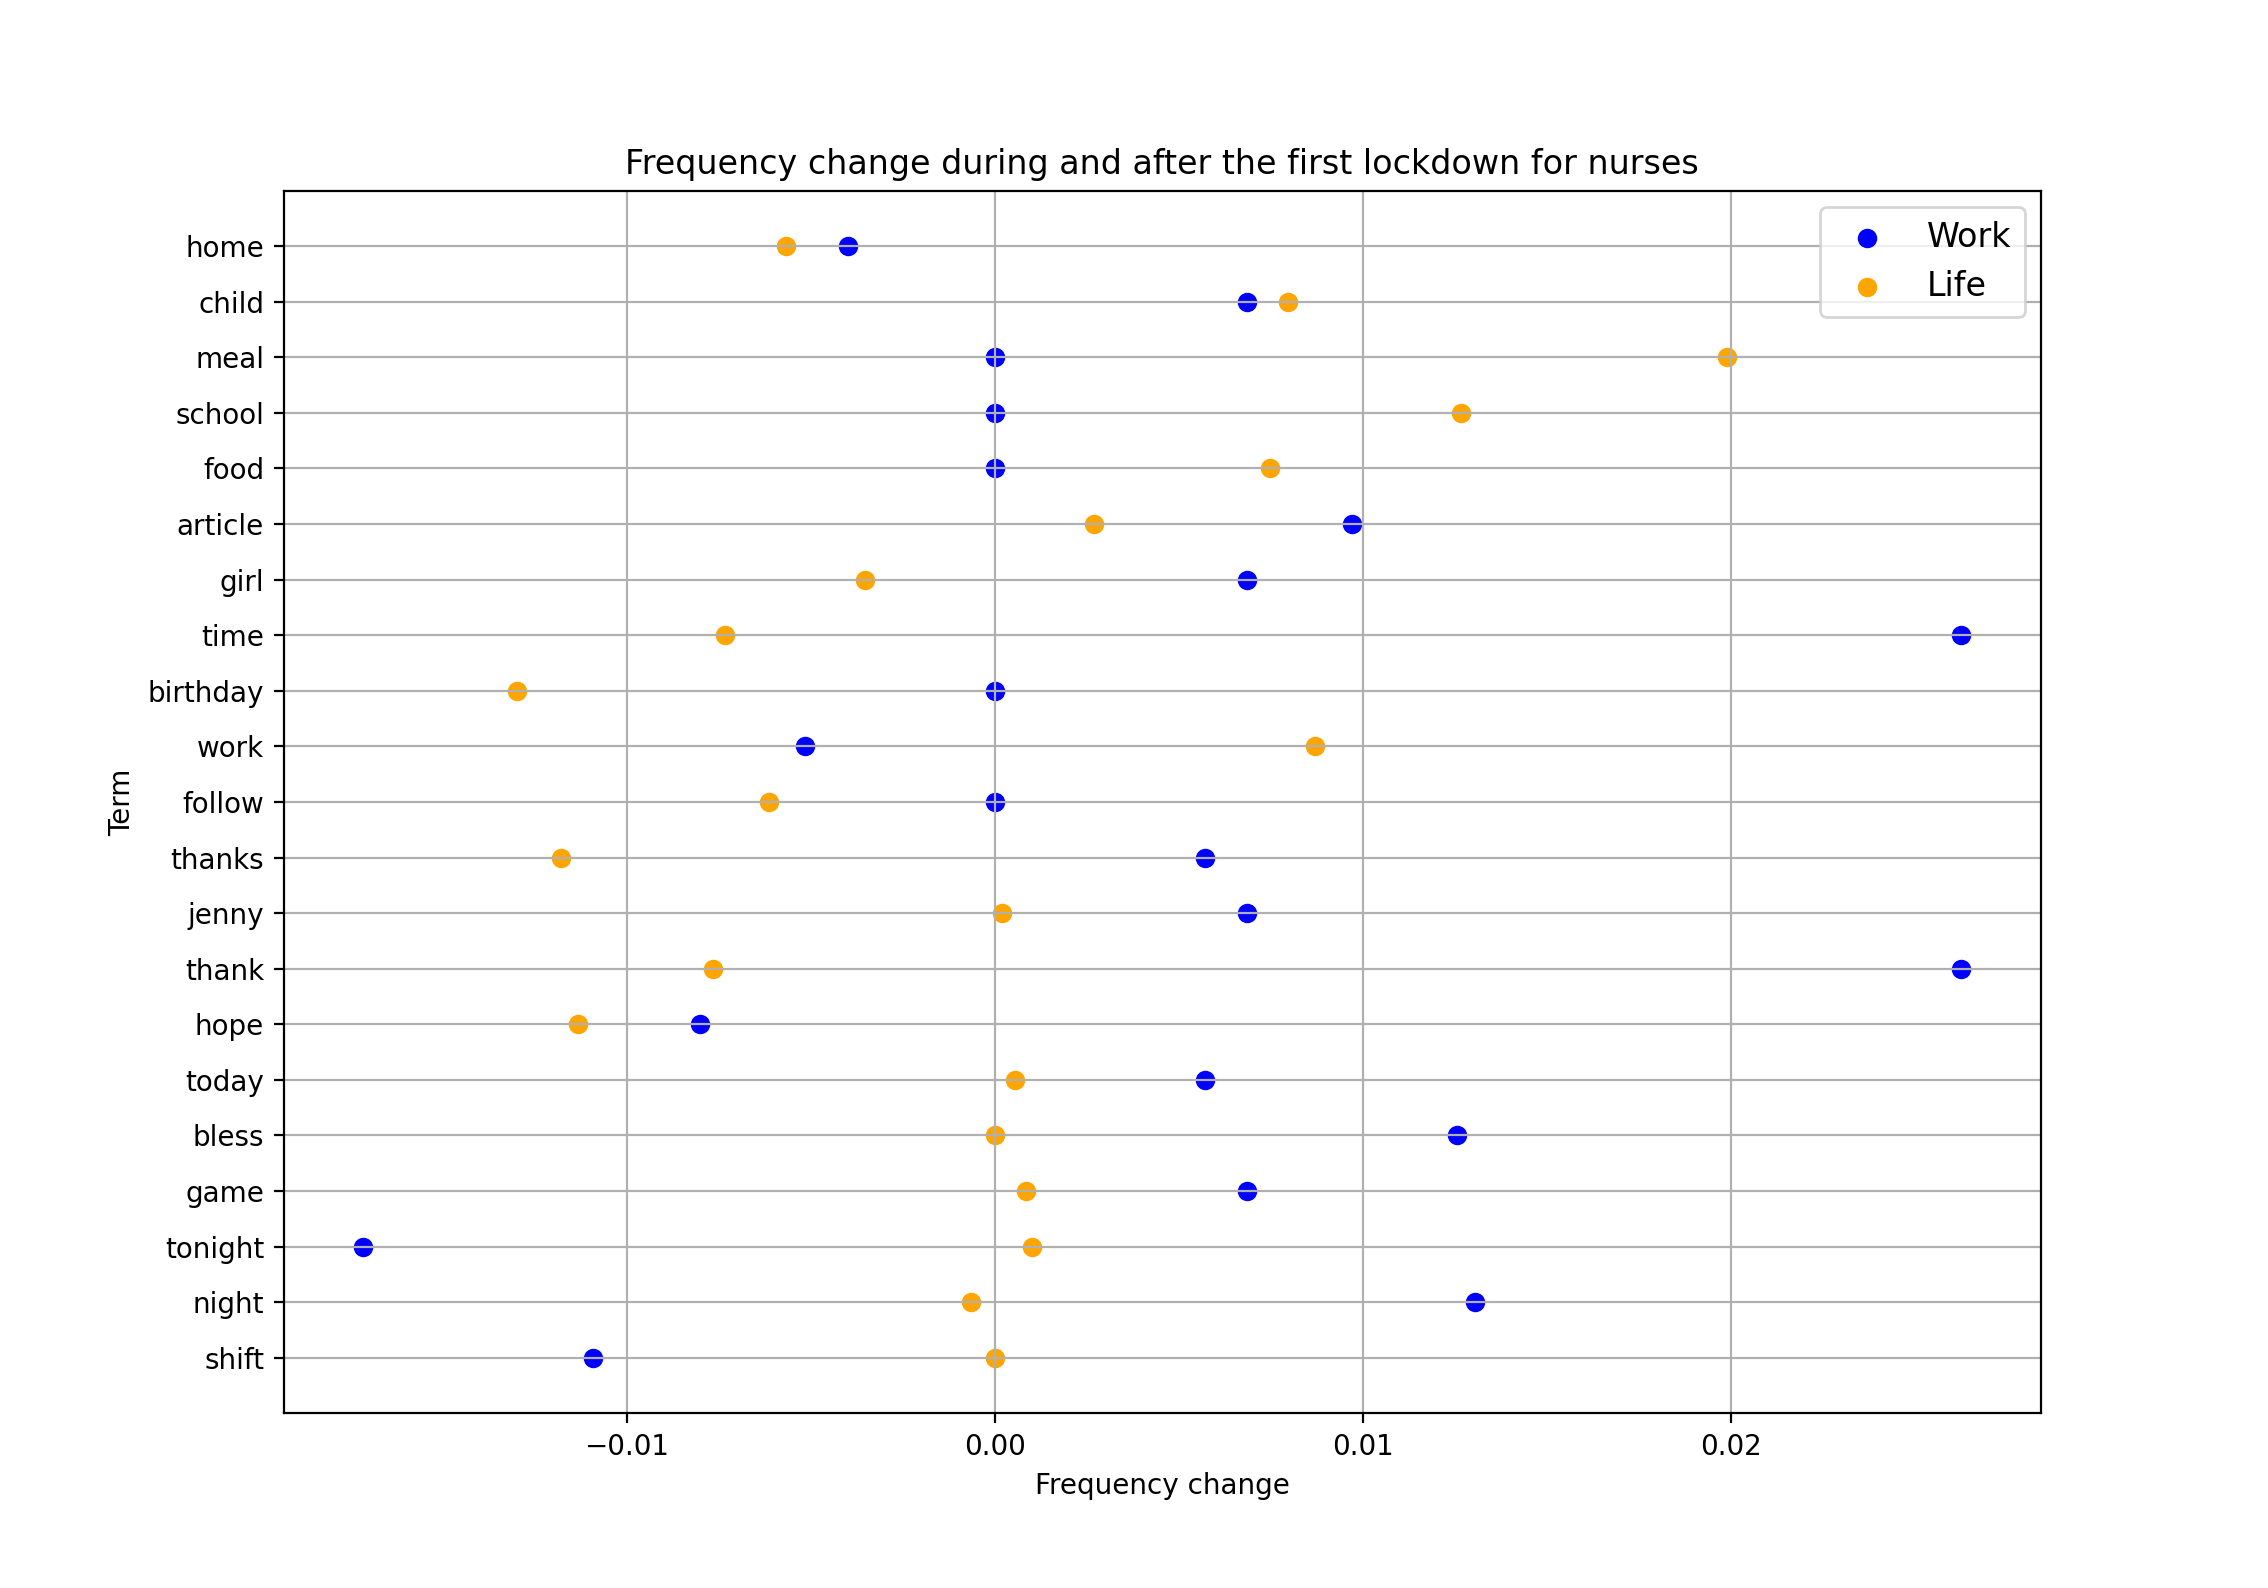 Frequency change during and after the first lockdown for nurses
Work
Life
home
child
meal
school
food
article
girl
time
birthday
work
follow
thanks
jenny
thank
hope
today
bless
game
tonight
night
shift
Term
−0.01 0.00 0.01 0.02
Frequency change